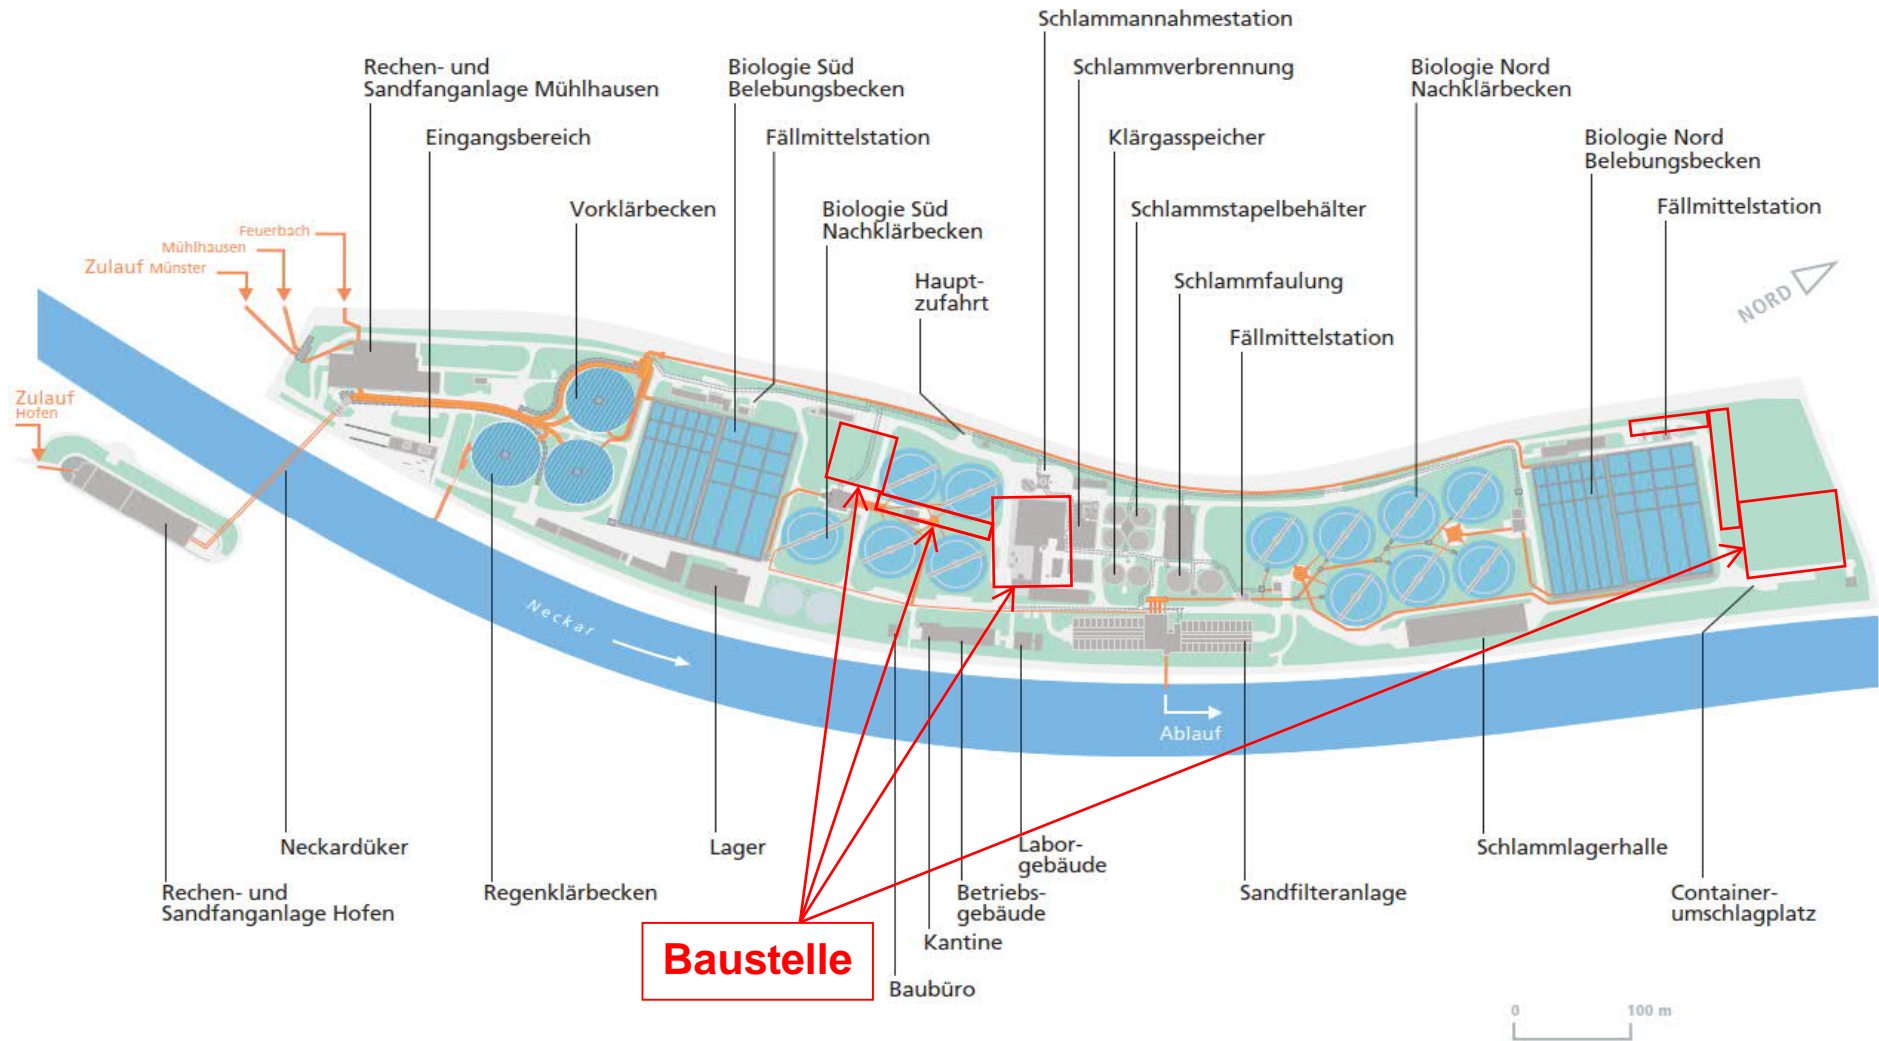 Schlammannahmestation
Rechen- und
Sandfanganlage Mühlhausen
Biologie Süd
Belebungsbecken
Schlammverbrennung
Biologie Nord
Nachklärbecken
Eingangsbereich
Fällmittelstation
Klärgasspeicher
Biologie Nord
Belebungsbecken
Vorklärbecken
Biologie Süd
Nachklärbecken
Schlammstapelbehälter
Fällmittelstation
Feuerbach
Mühlhausen
Zulauf Münster
Haupt-
zufahrt
Schlammfaulung
NORD
Fällmittelstation
Zulauf
Hofen
Neckar
Ablauf
Neckardüker
Lager
Labor-
gebäude
Schlammlagerhalle
Rechen- und
Sandfanganlage Hofen
Regenklärbecken
Betriebs-
gebäude
Sandfilteranlage
Container-
umschlagplatz
Kantine
Baustelle
Baubüro
0 100 m